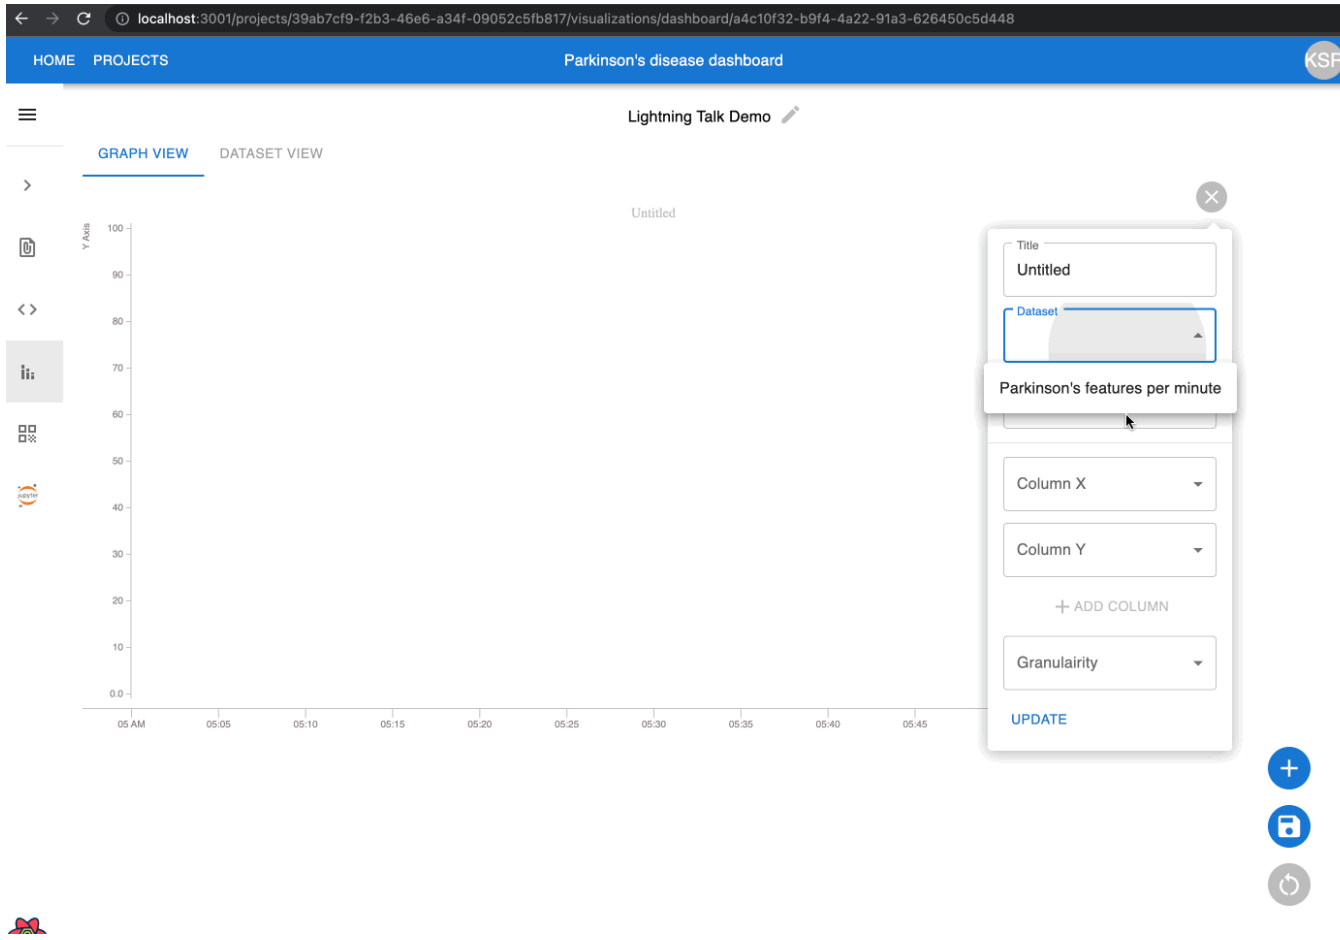 localhost:3001/projects/39ab7cf9-f2b3-46e6-a34f-09052c5fb817/visualizations/dashboard/a4c10f32-b9f4-4a22-91a3-626450c5d448
HOME PROJECTS Parkinson's disease dashboard KSP
Lightning Talk Demo
GRAPH VIEW DATASET VIEW
Untitled
Y Axis
100
90
80
70
60
50
40
30
20
10
0.0
05 AM 05:05 05:10 05:15 05:20 05:25 05:30 05:35 05:40 05:45
Title
Untitled
Dataset
Parkinson's features per minute
Column X
Column Y
+ ADD COLUMN
Granulairity
UPDATE
jupyter